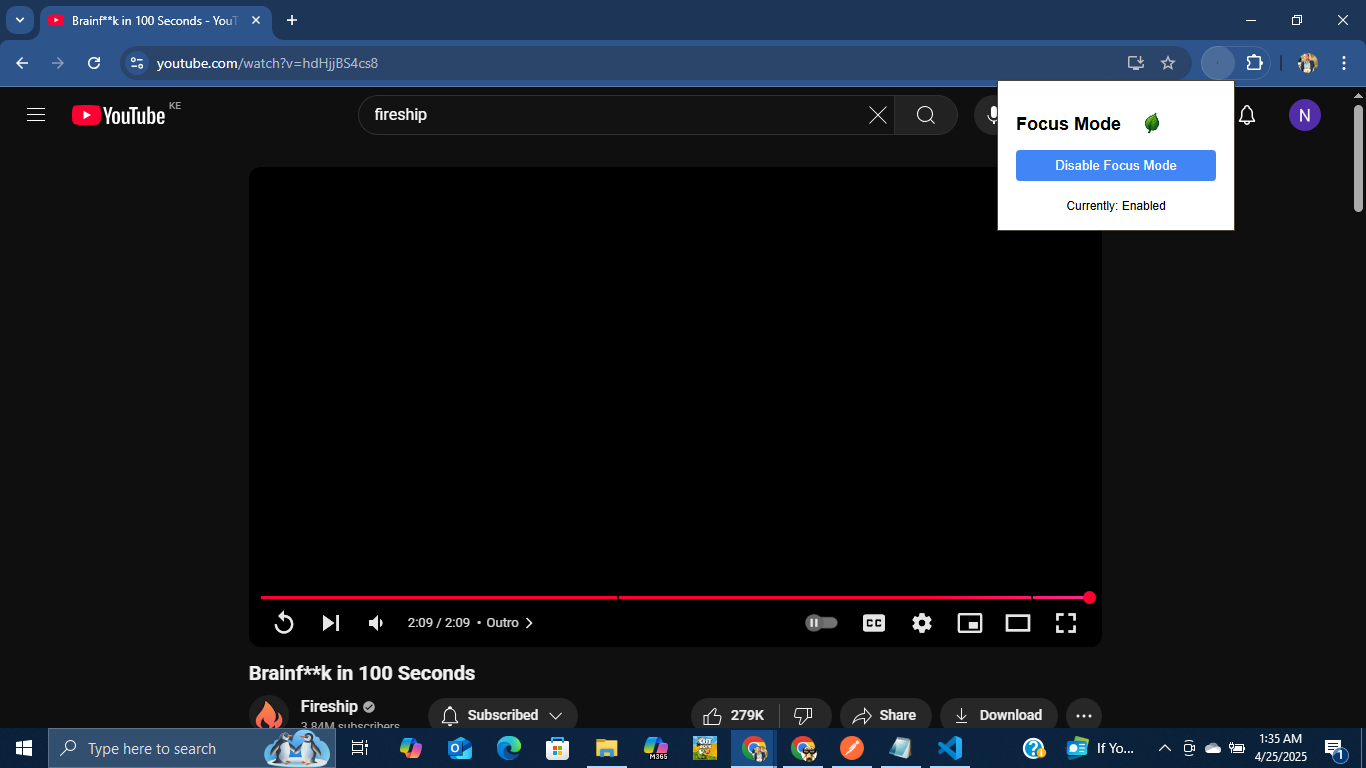 Brainf**k in 100 Seconds - YouT
youtube.com/watch?v=hdHjjBS4cs8
YouTube KE
fireship
N
Focus Mode
Disable Focus Mode
Currently: Enabled
2:09 / 2:09 • Outro
CC
Brainf**k in 100 Seconds
Fireship
3.84M subscribers
Subscribed
279K
Share
Download
Type here to search
M365
If Yo...
1:35 AM
4/25/2025
1